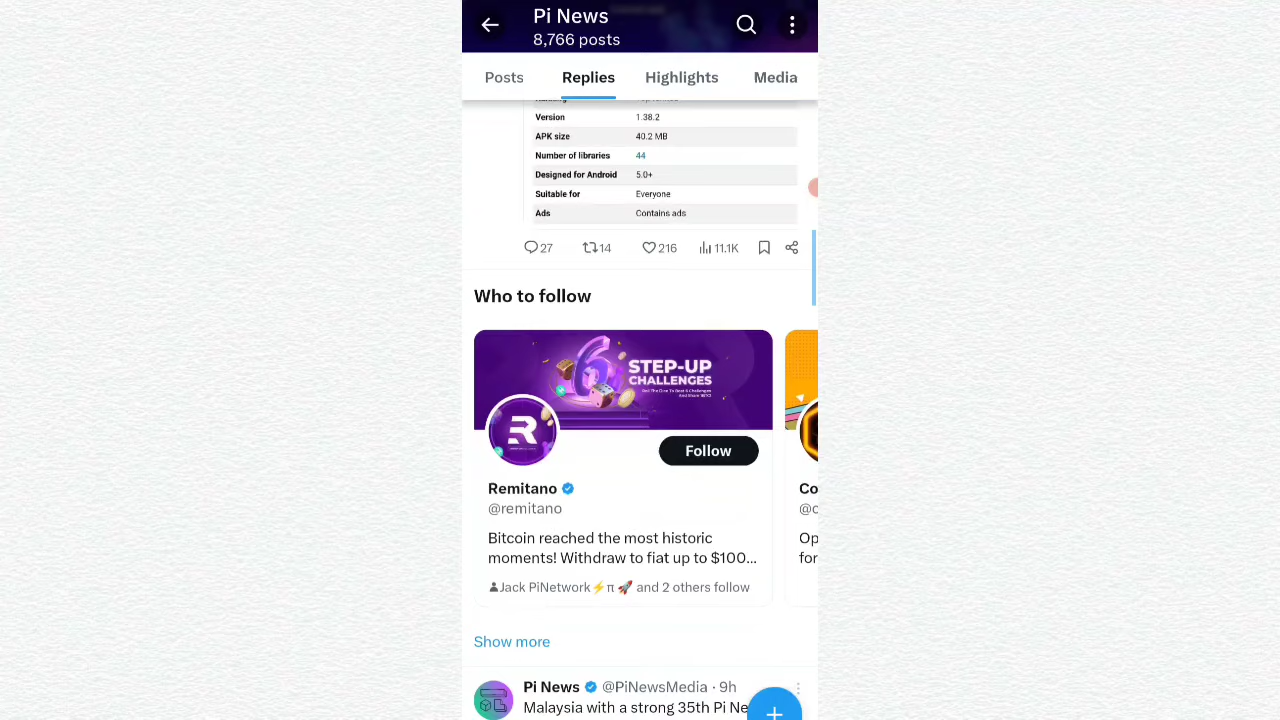 Pi News
8,766 posts
Posts Replies Highlights Media
Version 1.38.2
APK size 40.2 MB
Number of libraries 44
Designed for Android 5.0+
Suitable for Everyone
Ads Contains ads
27 14 216 11.1K
Who to follow
STEP-UP
CHALLENGES
Follow
Remitano
@remitano
Bitcoin reached the most historic
moments! Withdraw to fiat up to $100...
Jack PiNetwork⚡π 🚀 and 2 others follow
Co
@c
Op
for
Show more
Pi News @PiNewsMedia · 9h
Malaysia with a strong 35th Pi Ne